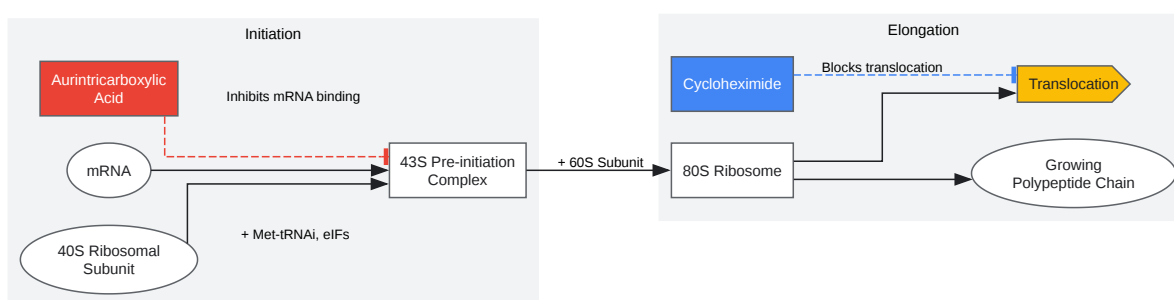 Initiation
Aurintricarboxylic
Acid
Inhibits mRNA binding
mRNA
43S Pre-initiation
Complex
40S Ribosomal
Subunit
+ Met-tRNAi, eIFs
+ 60S Subunit
Elongation
Cycloheximide
Blocks translocation
Translocation
80S Ribosome
Growing
Polypeptide Chain